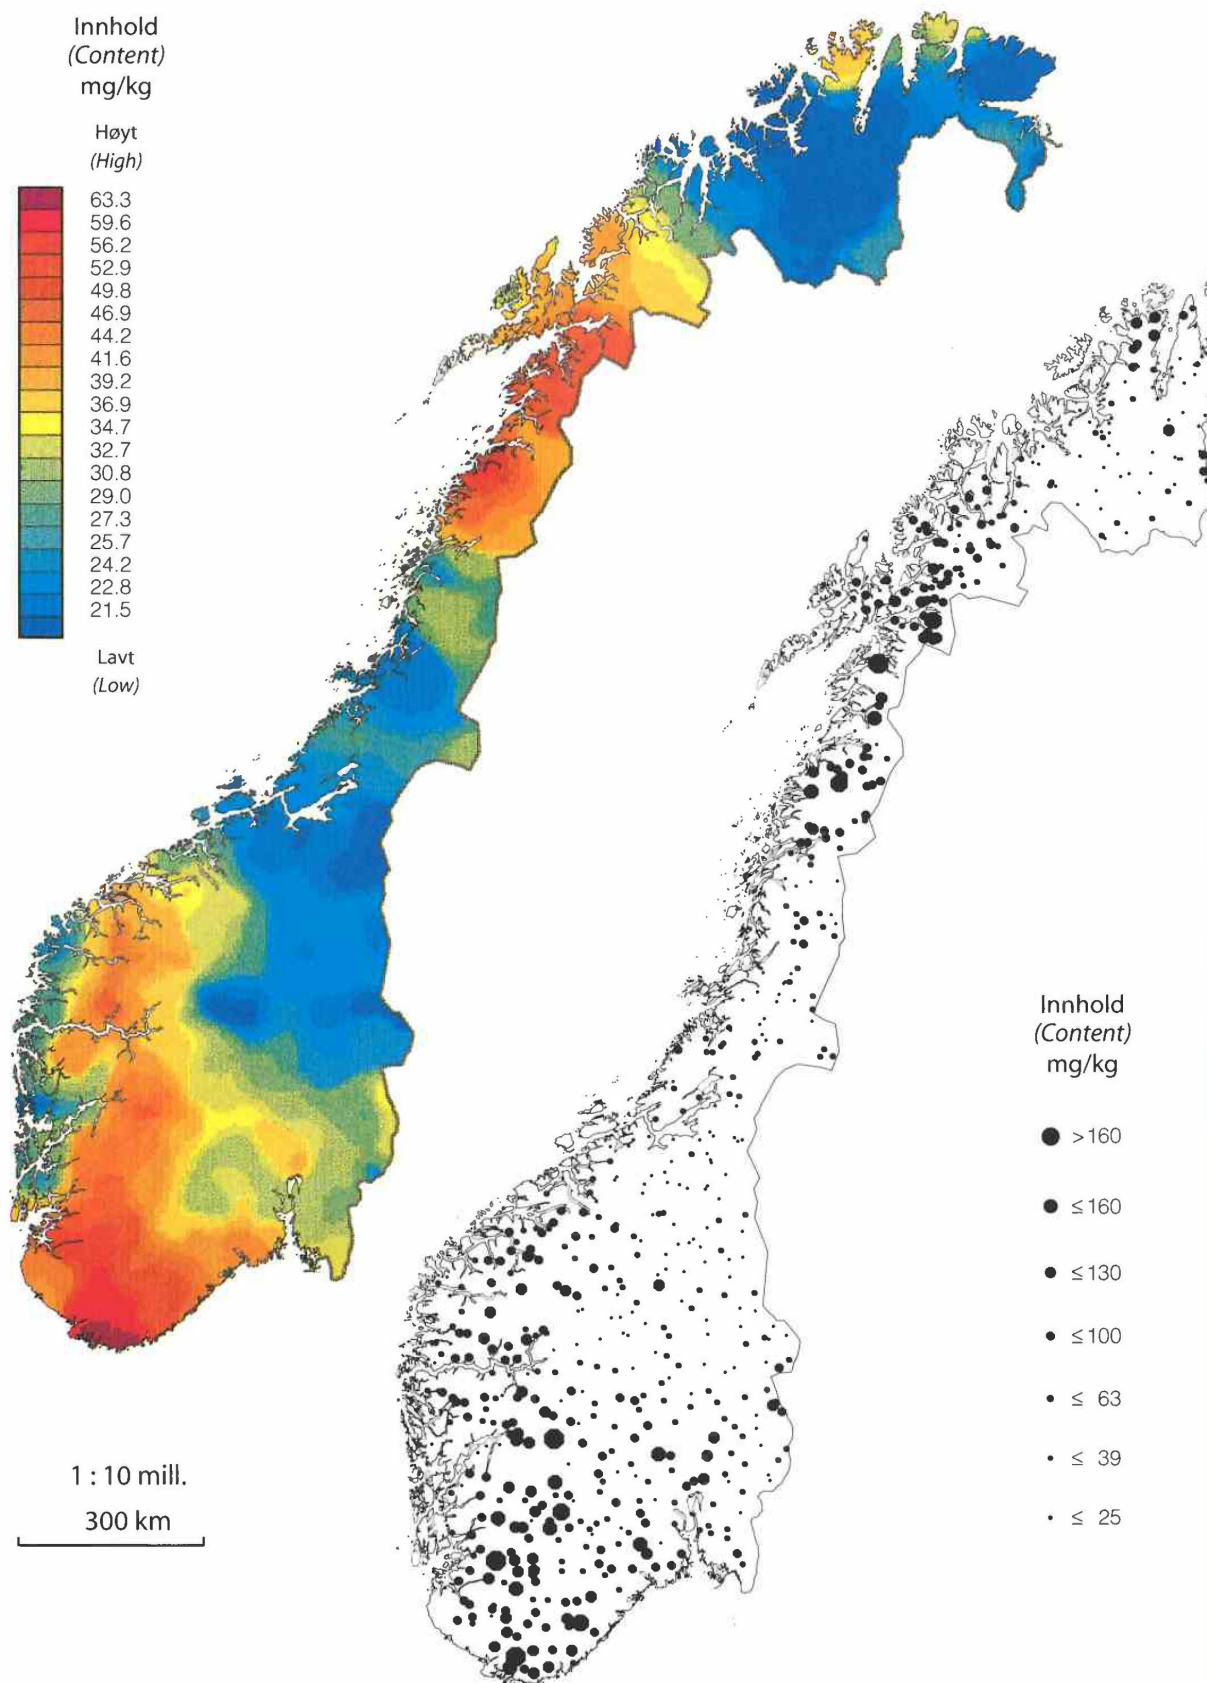 Innhold
(Content)
mg/kg
Høyt
(High)
63.3
59.6
56.2
52.9
49.8
46.9
44.2
41.6
39.2
36.9
34.7
32.7
30.8
29.0
27.3
25.7
24.2
22.8
21.5
Lavt
(Low)
1 : 10 mill.
300 km
Innhold
(Content)
mg/kg
>160
≤ 160
≤ 130
≤ 100
≤ 63
≤ 39
≤ 25